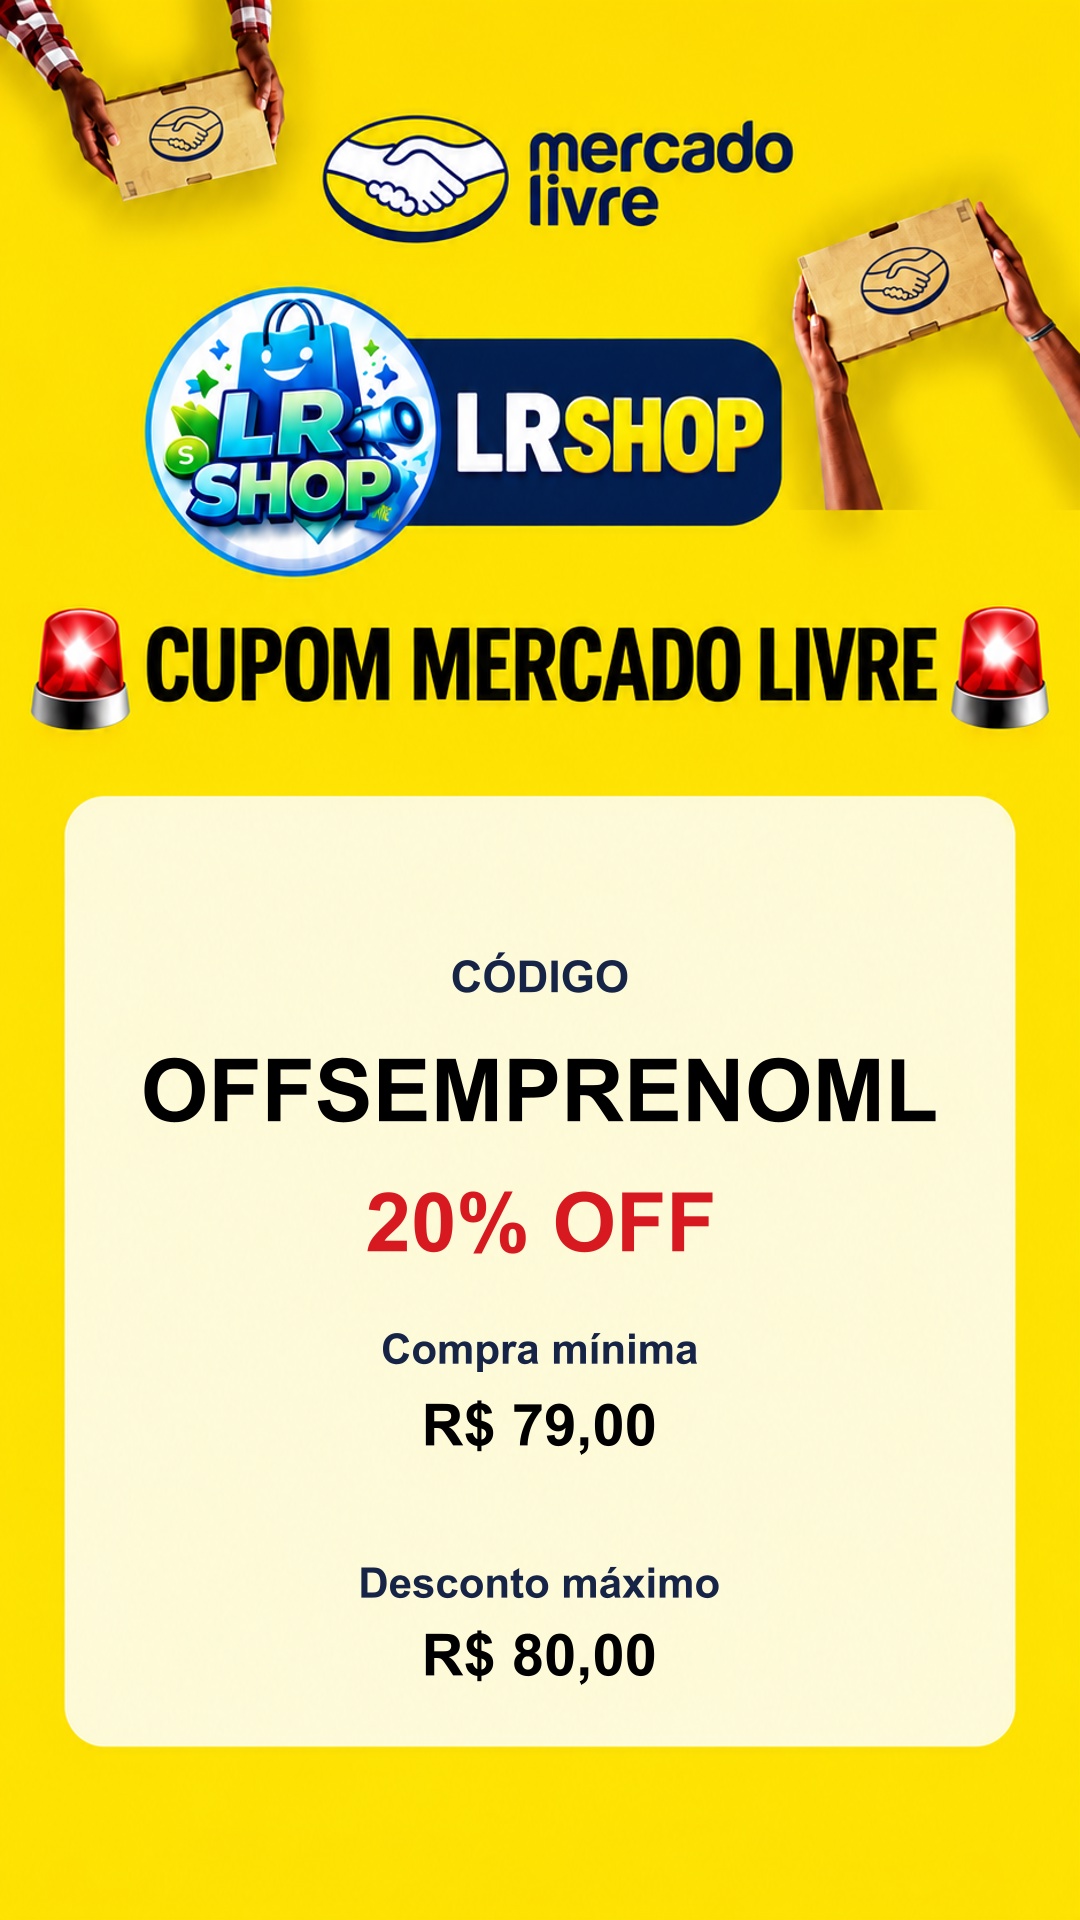 mercado
livre
LR
SHOP
S
LRSHOP
CUPOM MERCADO LIVRE
CÓDIGO
OFFSEMPRENOML
20% OFF
Compra mínima
R$ 79,00
Desconto máximo
R$ 80,00